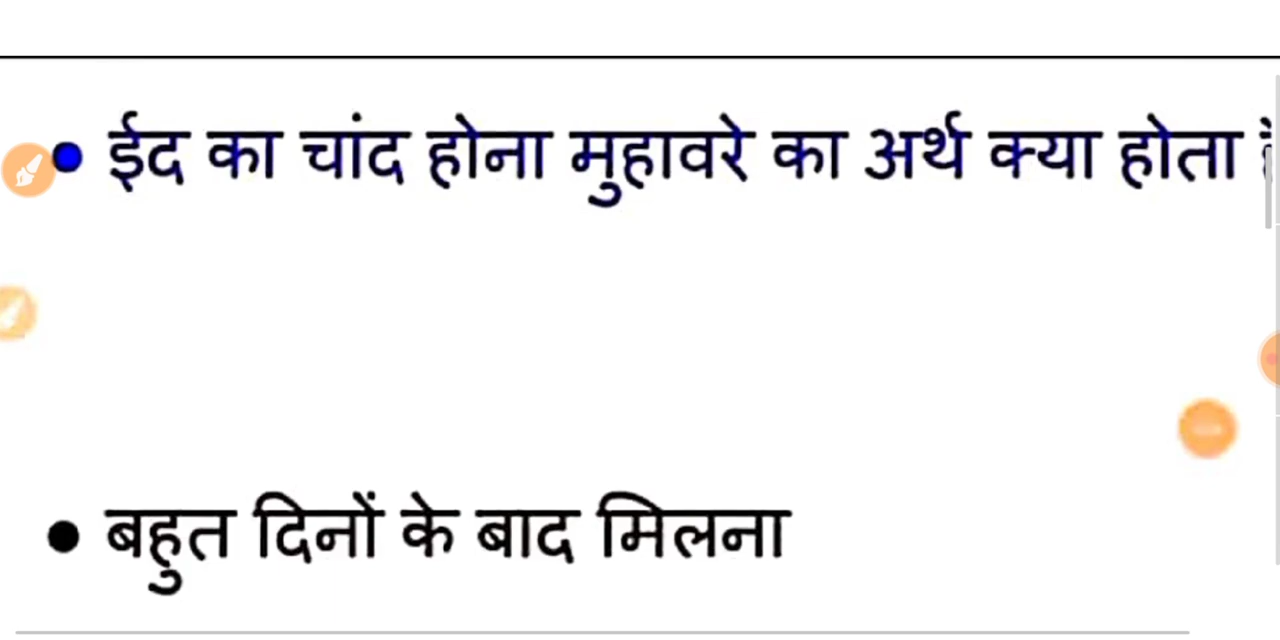 • ईद का चांद होना मुहावरे का अर्थ क्या होता
• बहुत दिनों के बाद मिलना